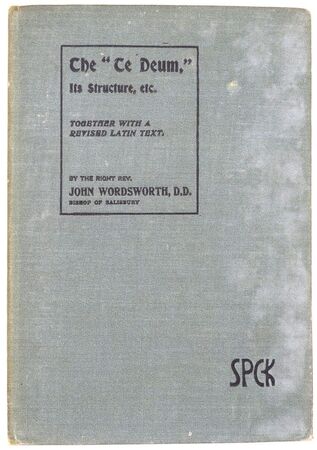 The "Te Deum,"
Its Structure, etc.
TOGETHER WITH A
REVISED LATIN TEXT.
BY THE RIGHT REV.
JOHN WORDSWORTH, D.D.
BISHOP OF SALISBURY
SPCK